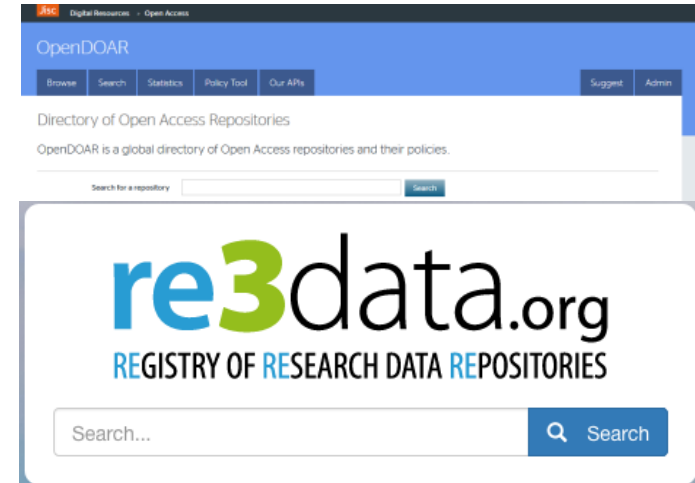 Jisc Digital Resources › Open Access
OpenDOAR
Browse Search Statistics Policy Tool Our APIs Suggest Admin
Directory of Open Access Repositories
OpenDOAR is a global directory of Open Access repositories and their policies.
Search for a repository Search
re3data.org
REGISTRY OF RESEARCH DATA REPOSITORIES
Search... Search